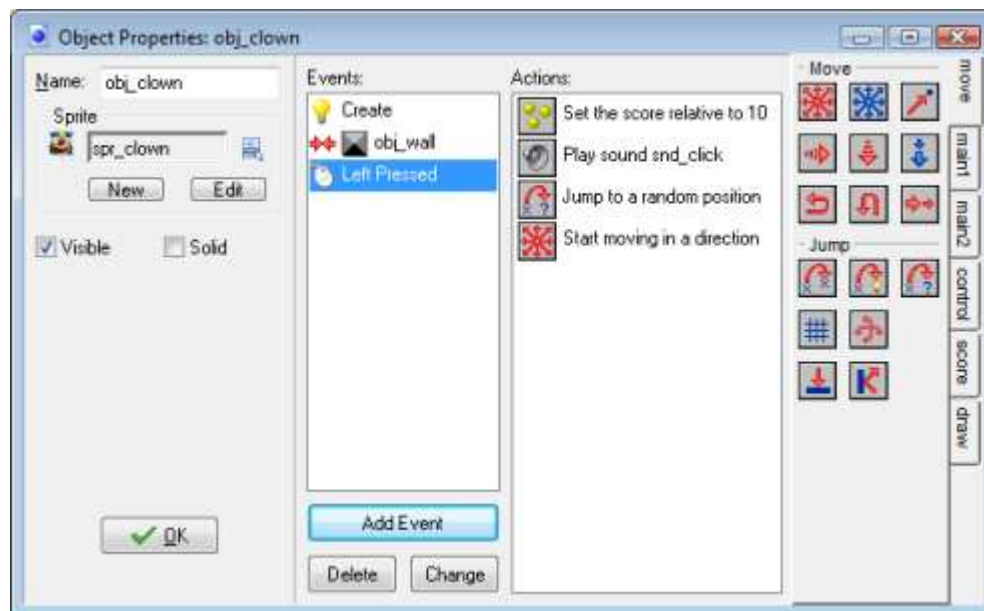 Object Properties: obj_clown
Name: obj_clown
Sprite
spr_clown
New
Edit
Visible
Solid
OK
Events:
Create
obj_wall
Left Pressed
Add Event
Delete
Change
Actions:
Set the score relative to 10
Play sound snd_click
Jump to a random position
Start moving in a direction
Move
Jump
move
main1
main2
control
score
draw